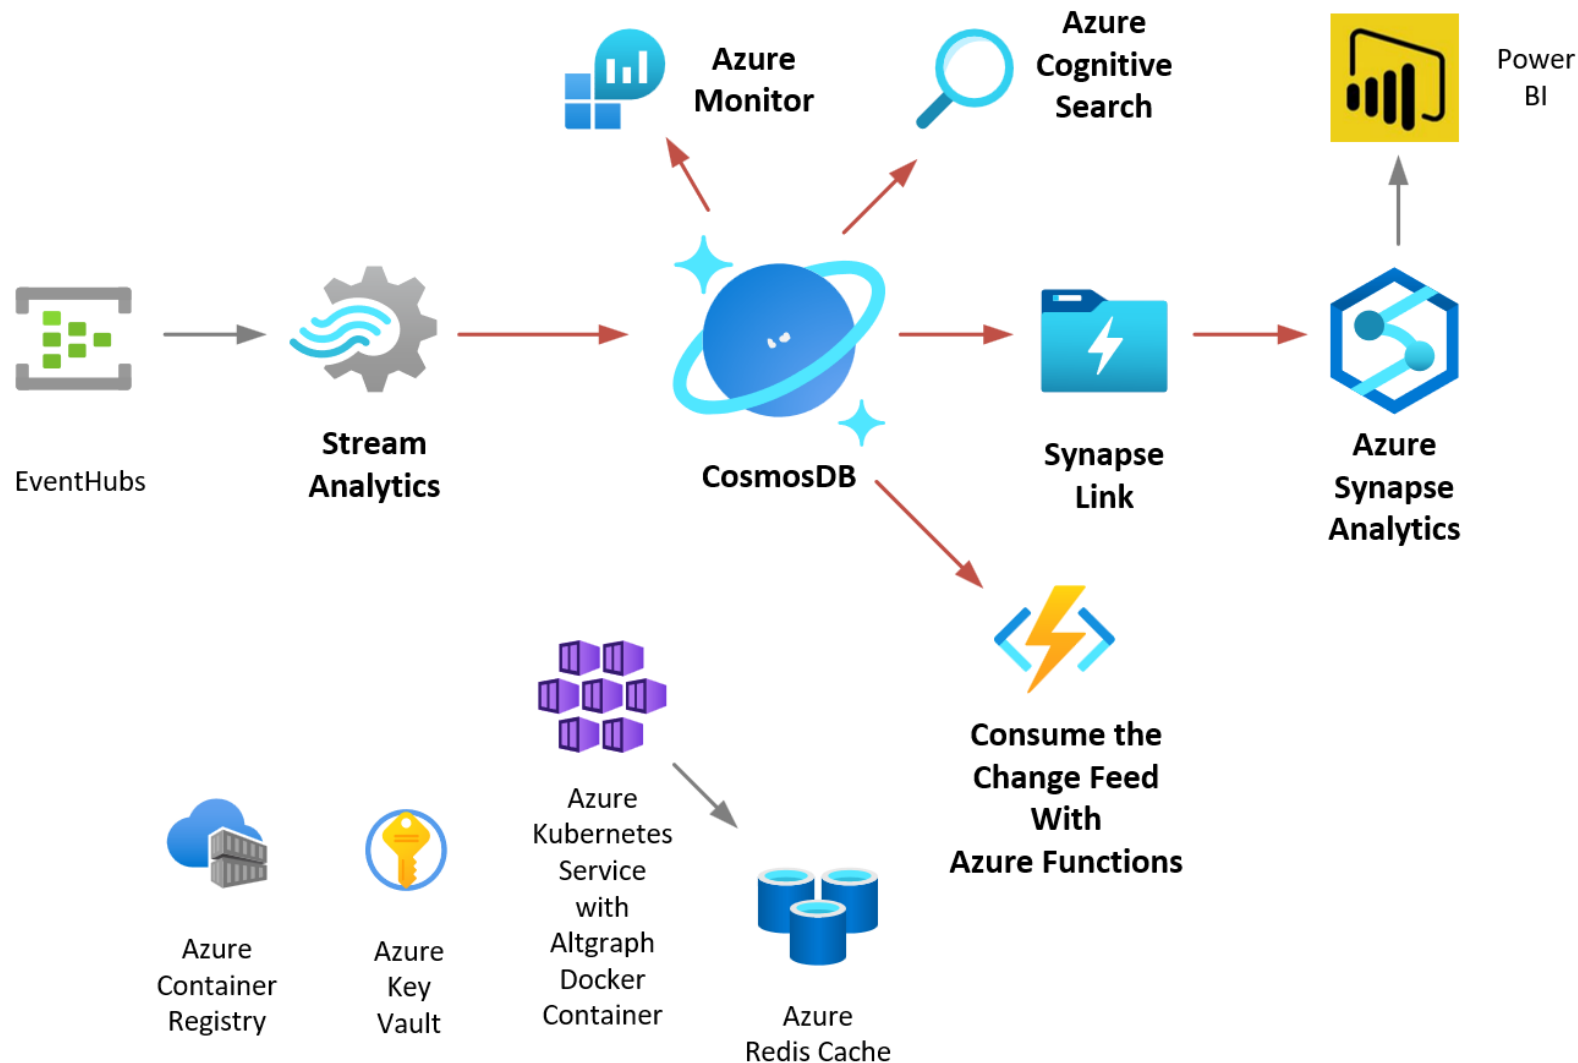 Azure
Monitor
Azure
Cognitive
Search
Power
BI
EventHubs
Stream
Analytics
CosmosDB
Synapse
Link
Azure
Synapse
Analytics
Consume the
Change Feed
With
Azure Functions
Azure
Container
Registry
Azure
Key
Vault
Azure
Kubernetes
Service
with
Altgraph
Docker
Container
Azure
Redis Cache